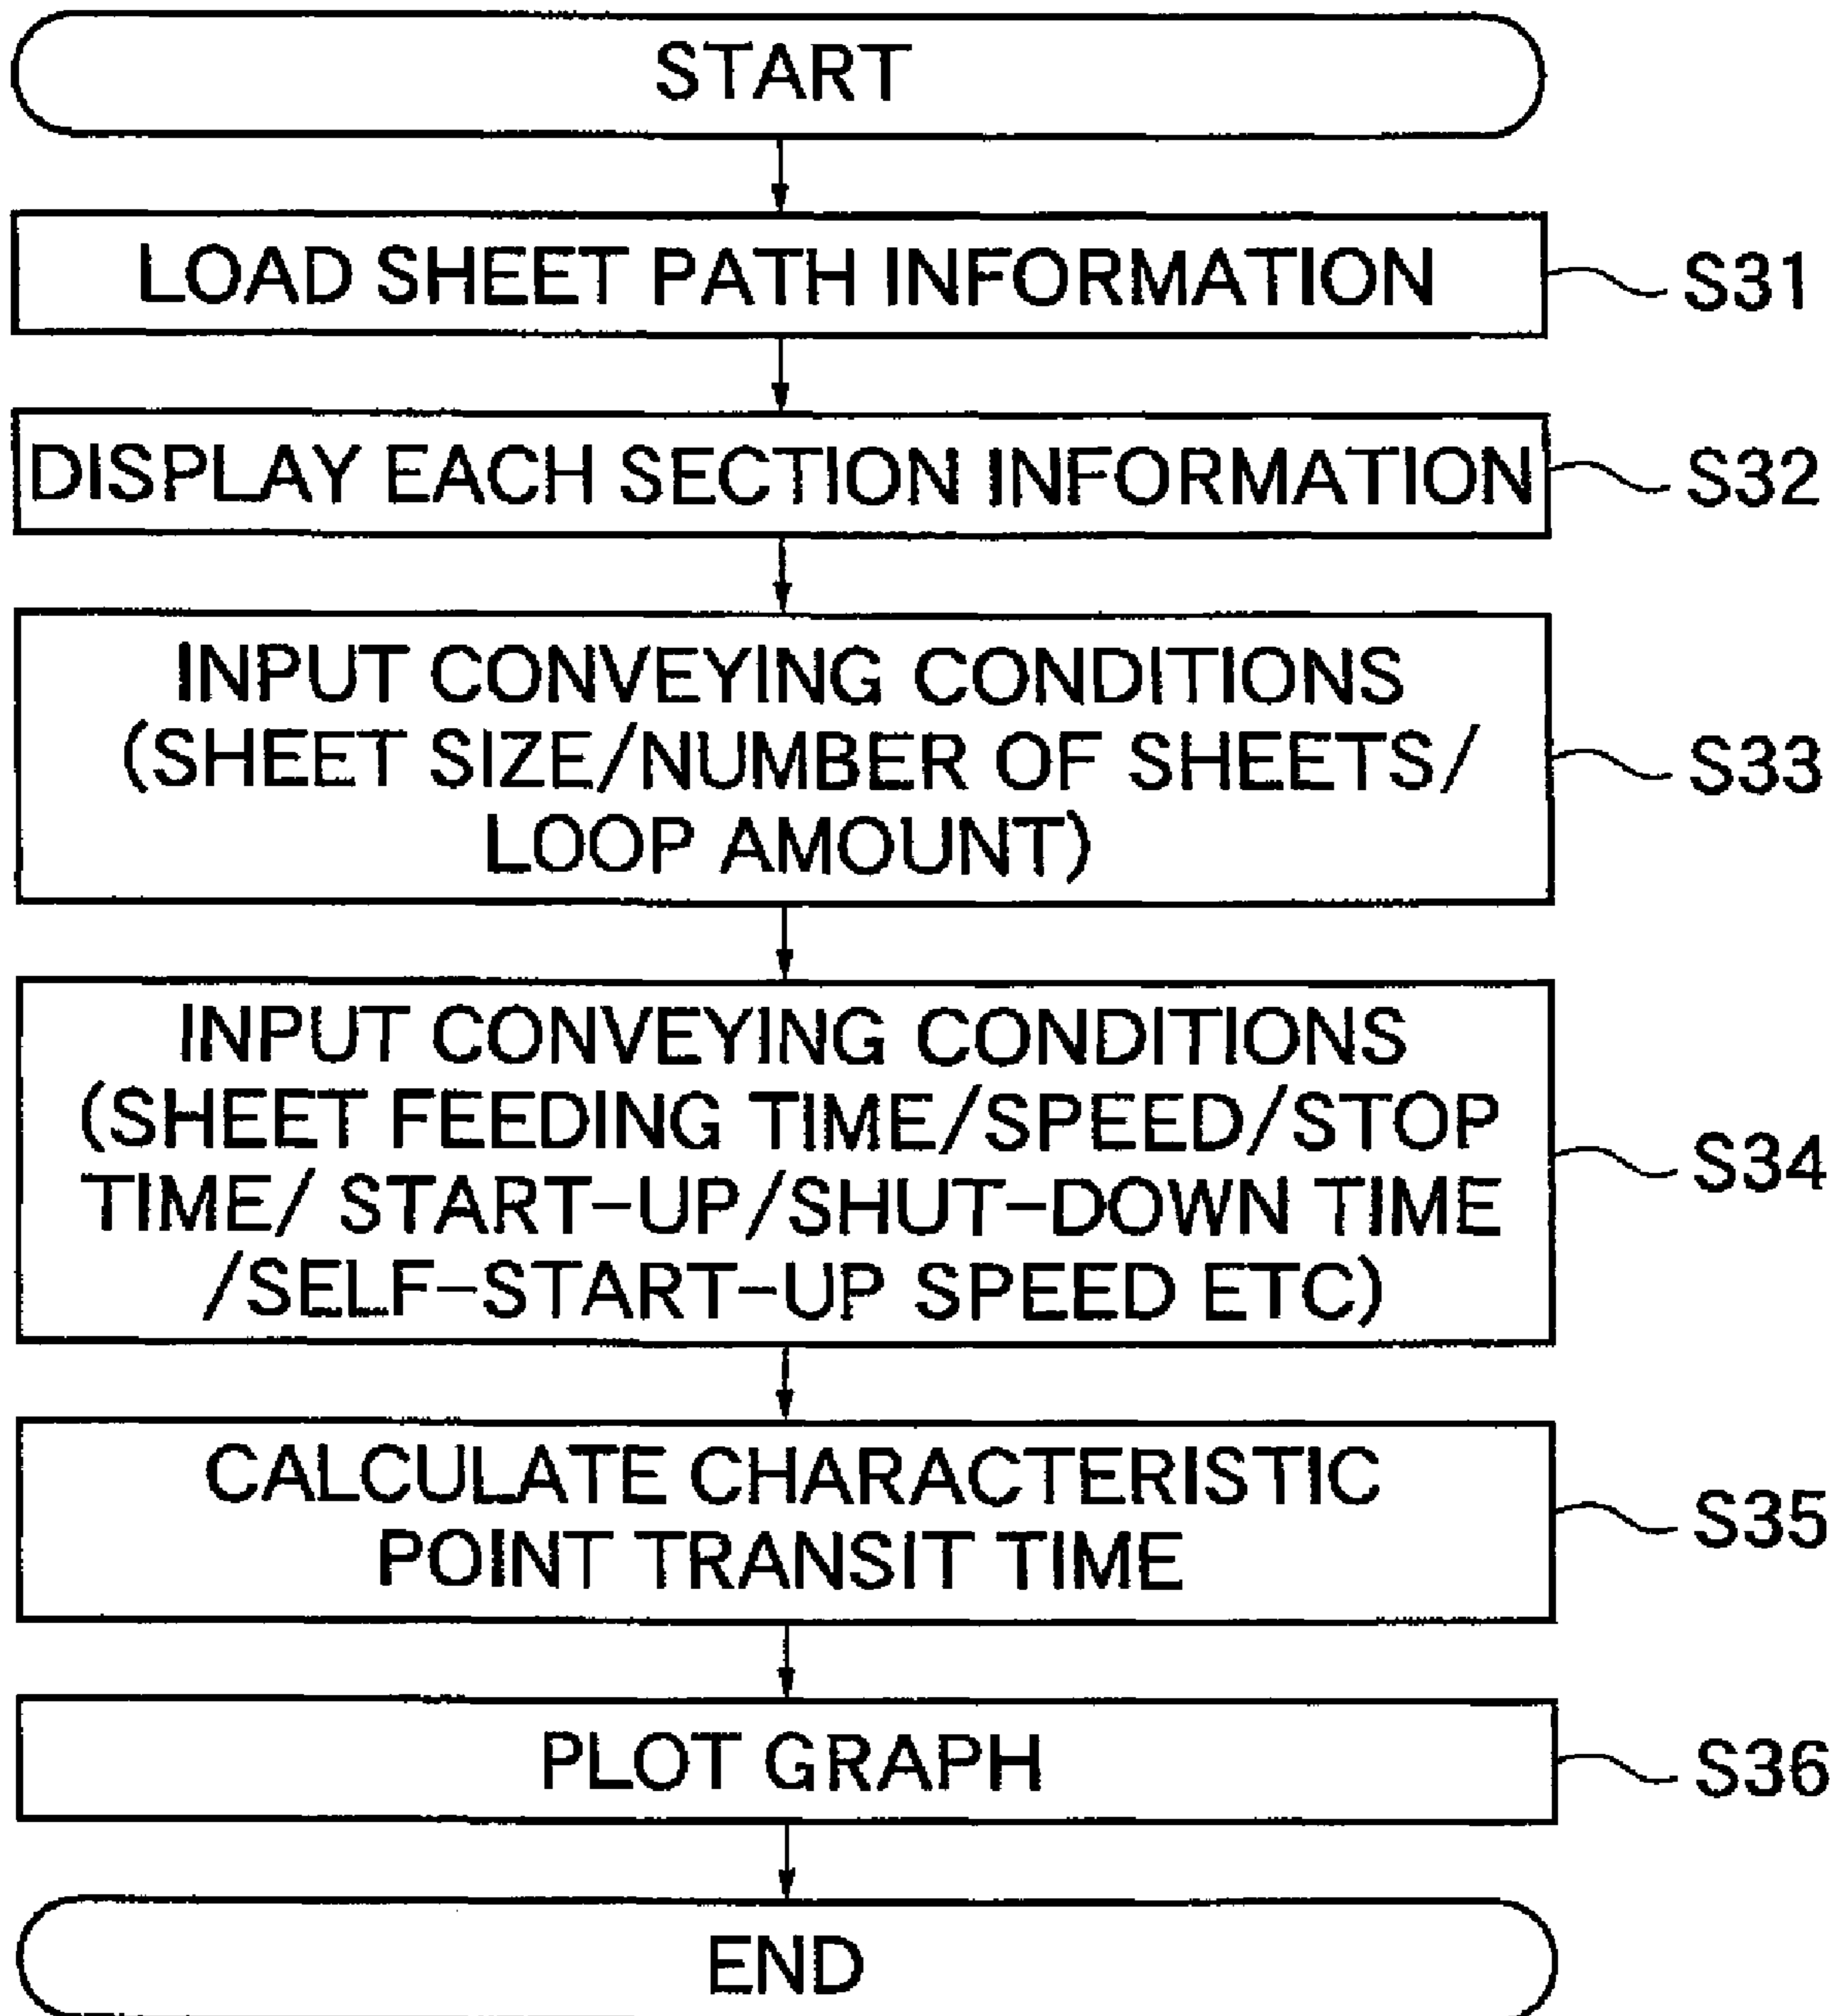 START
LOAD SHEET PATH INFORMATION
S31
DISPLAY EACH SECTION INFORMATION
S32
INPUT CONVEYING CONDITIONS
(SHEET SIZE/NUMBER OF SHEETS/
LOOP AMOUNT)
S33
INPUT CONVEYING CONDITIONS
(SHEET FEEDING TIME/SPEED/STOP
TIME/ START-UP/SHUT-DOWN TIME
/SELF-START-UP SPEED ETC)
S34
CALCULATE CHARACTERISTIC
POINT TRANSIT TIME
S35
PLOT GRAPH
S36
END